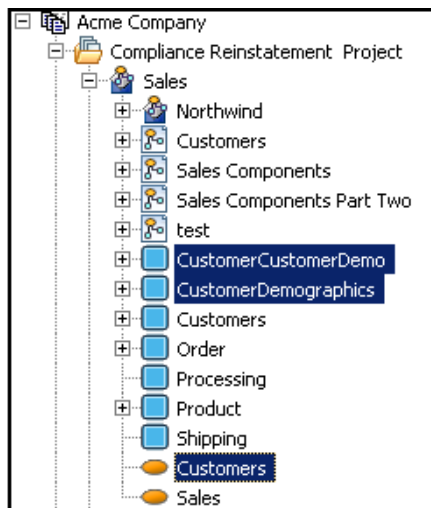 Acme Company
Compliance Reinstatement Project
Sales
Northwind
Customers
Sales Components
Sales Components Part Two
test
CustomerCustomerDemo
CustomerDemographics
Customers
Order
Processing
Product
Shipping
Customers
Sales